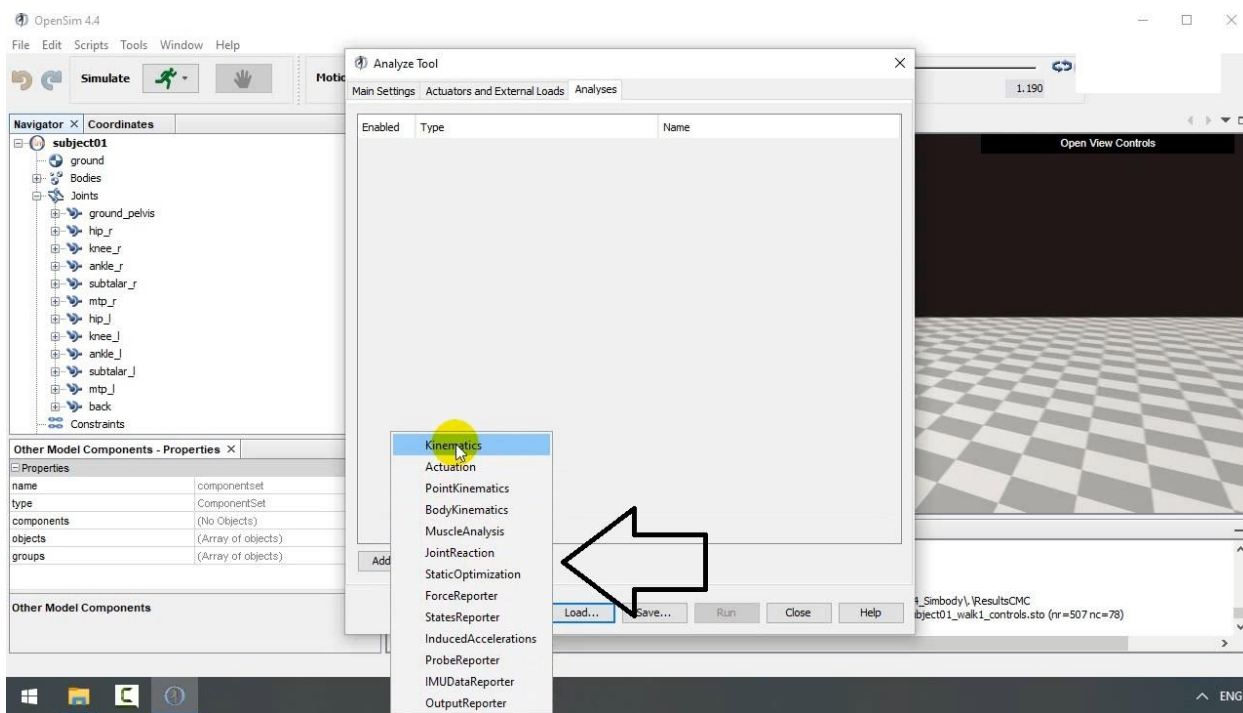 OpenSim 4.4
File Edit Scripts Tools Window Help
Simulate
Motic
1.190
Analyze Tool
Main Settings Actuators and External Loads Analyses
Enabled Type Name
Navigator Coordinates
subject01
ground
Bodies
Joints
ground_pelvis
hip_r
knee_r
ankle_r
subtalar_r
mtp_r
hip_l
knee_l
ankle_l
subtalar_l
mtp_l
back
Constraints
Open View Controls
Other Model Components - Properties
Properties
name componentset
type ComponentSet
components (No Objects)
objects (Array of objects)
groups (Array of objects)
Other Model Components
Kinematics
Actuation
PointKinematics
BodyKinematics
MuscleAnalysis
JointReaction
StaticOptimization
ForceReporter
StatesReporter
InducedAccelerations
ProbeReporter
IMUDataReporter
OutputReporter
Add
Load... Save... Run Close Help
4_Simbody\.\ResultsCMC
bject01_walk1_controls.sto (nr=507 nc=78)
ENG